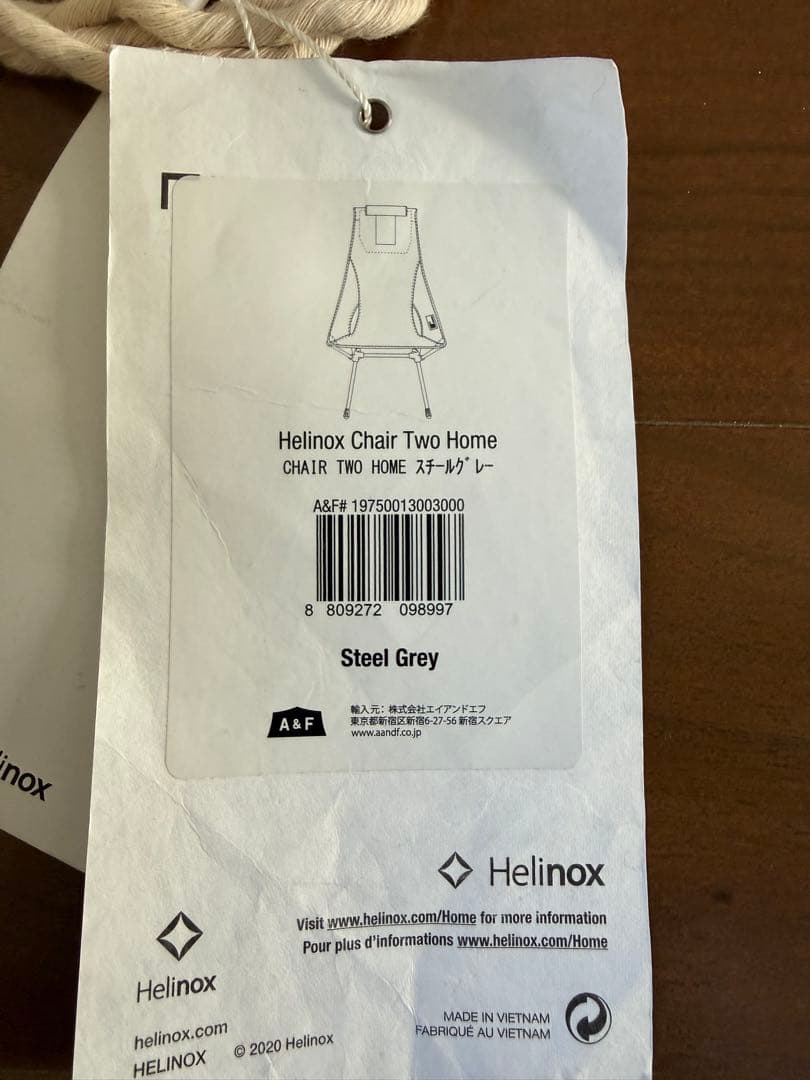 Helinox Chair Two Home
CHAIR TWO HOME ｽﾁｰﾙｸﾞﾚｰ
A&F# 19750013003000
8 809272 098997
Steel Grey
A & F
輸入元：株式会社エイアンドエフ
東京都新宿区新宿6-27-56 新宿スクエア
www.aandf.co.jp
inox
Helinox
Visit www.helinox.com/Home for more information
Pour plus d'informations www.helinox.com/Home
Helinox
helinox.com
HELINOX
© 2020 Helinox
MADE IN VIETNAM
FABRIQUÉ AU VIETNAM